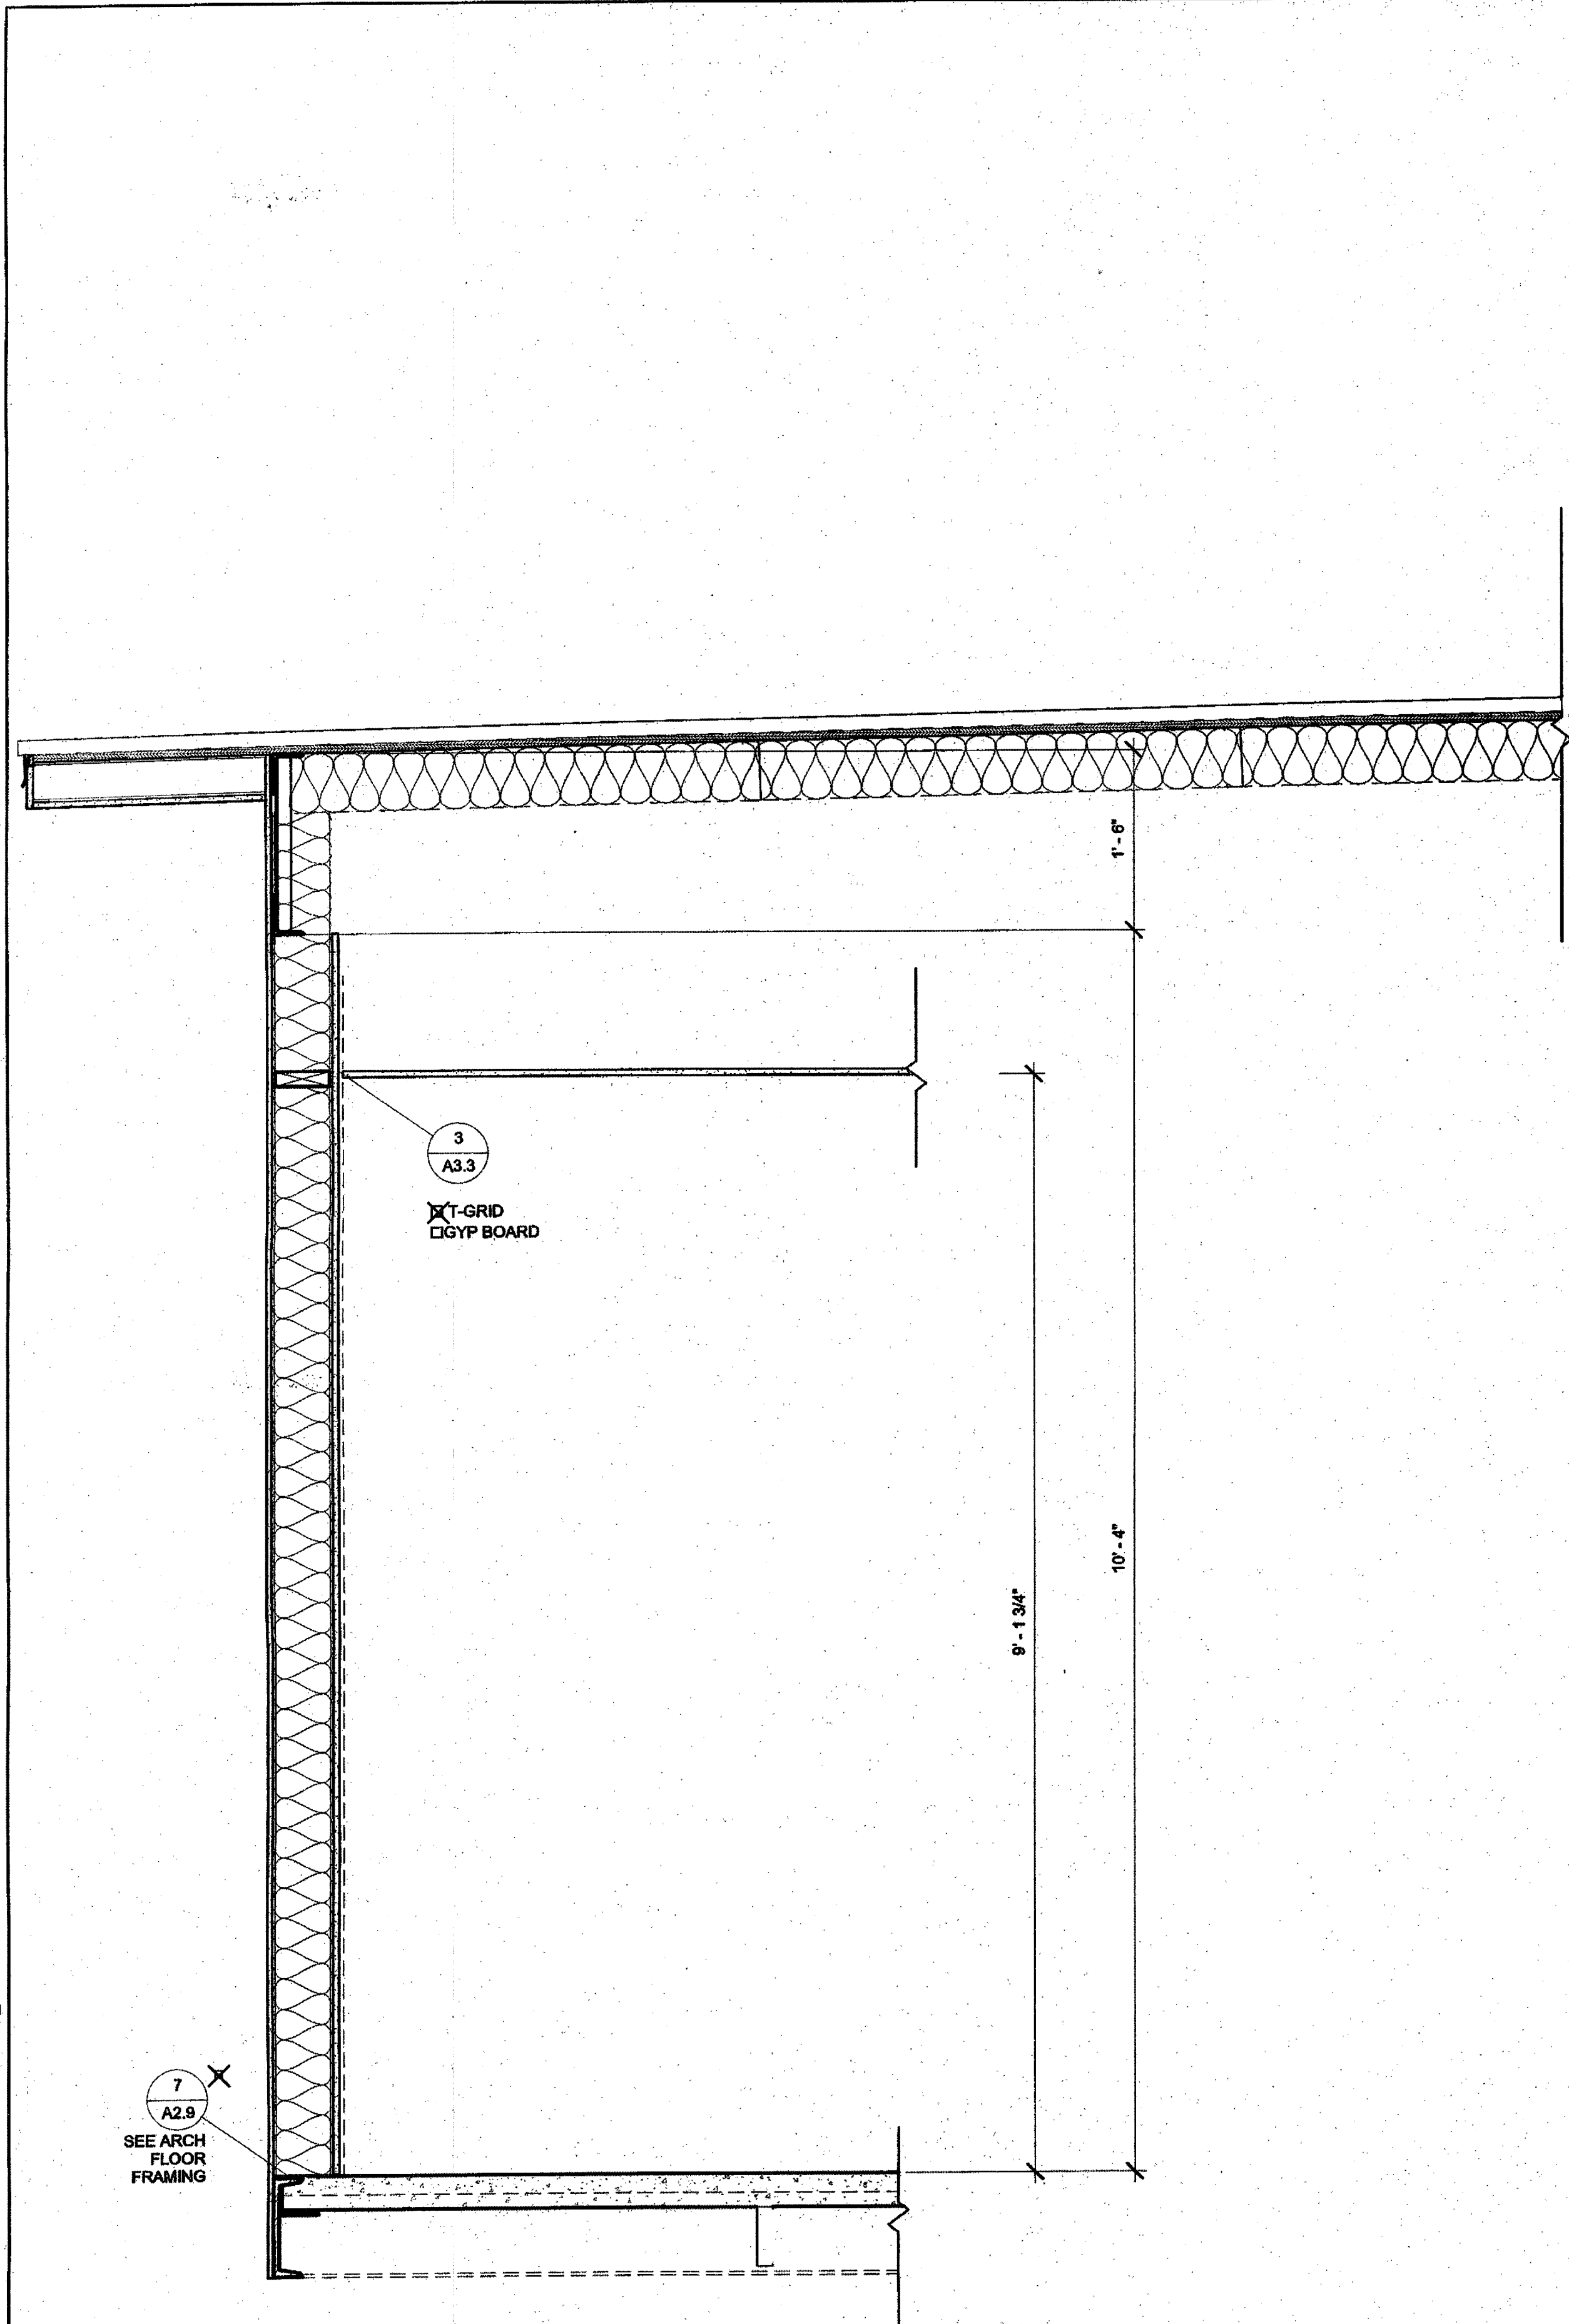 1' - 6"
3
A3.3
T-GRID
GYP BOARD
10' - 4"
9' - 1 3/4"
7
A2.9
SEE ARCH
FLOOR
FRAMING